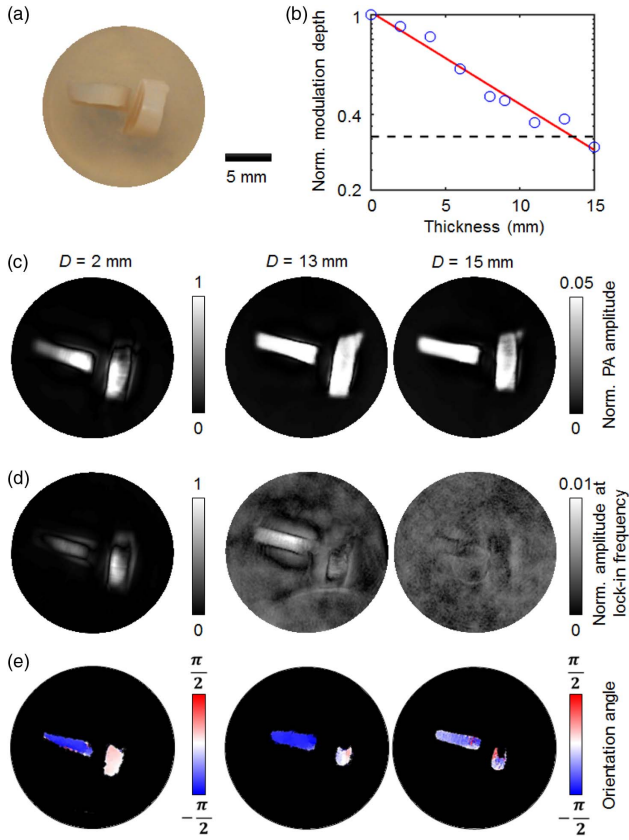 (a)
5 mm
(b)
Norm. modulation depth
1
0.4
0.2
0
5
10
15
Thickness (mm)
(c)
D = 2 mm
D = 13 mm
D = 15 mm
1
0
0.05
0
Norm. PA amplitude
(d)
1
0
0.01
0
Norm. amplitude at
lock-in frequency
(e)
π/2
−π/2
π/2
−π/2
Orientation angle